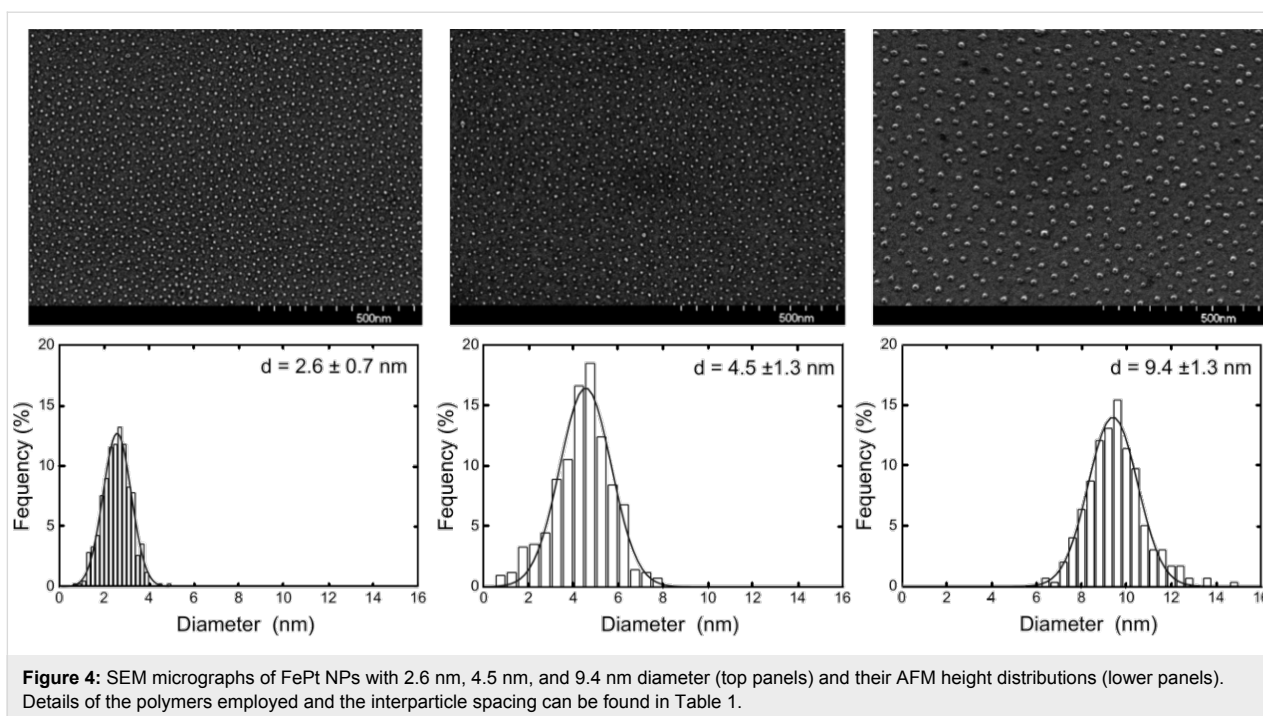 500nm
500nm
500nm
d = 2.6 ± 0.7 nm
20
15
10
5
0
Fequency (%)
0 2 4 6 8 10 12 14 16
Diameter (nm)
d = 4.5 ±1.3 nm
20
15
10
5
0
Fequency (%)
0 2 4 6 8 10 12 14 16
Diameter (nm)
d = 9.4 ±1.3 nm
20
15
10
5
0
Fequency (%)
0 2 4 6 8 10 12 14 16
Diameter (nm)
Figure 4: SEM micrographs of FePt NPs with 2.6 nm, 4.5 nm, and 9.4 nm diameter (top panels) and their AFM height distributions (lower panels).
Details of the polymers employed and the interparticle spacing can be found in Table 1.